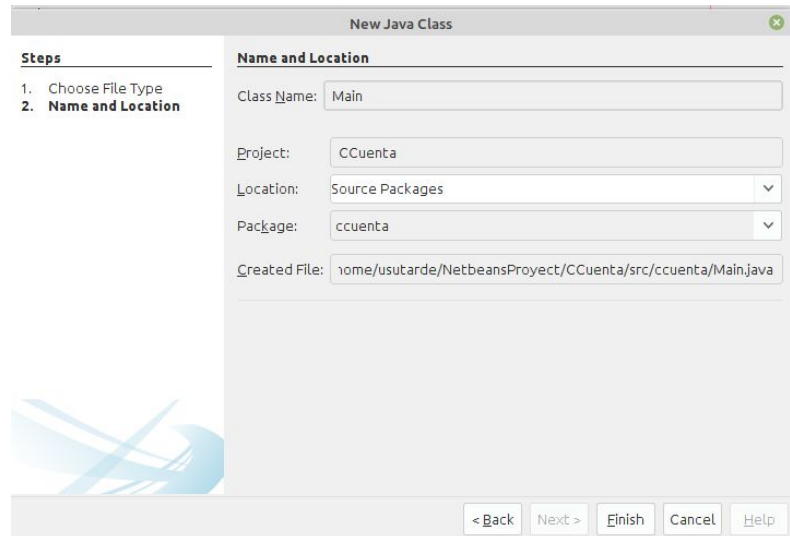 New Java Class
Steps
1. Choose File Type
2. Name and Location
Name and Location
Class Name: Main
Project: CCuenta
Location: Source Packages
Package: ccuenta
Created File: home/usutarde/NetbeansProyect/CCuenta/src/ccuenta/Main.java
< Back Next > Finish Cancel Help